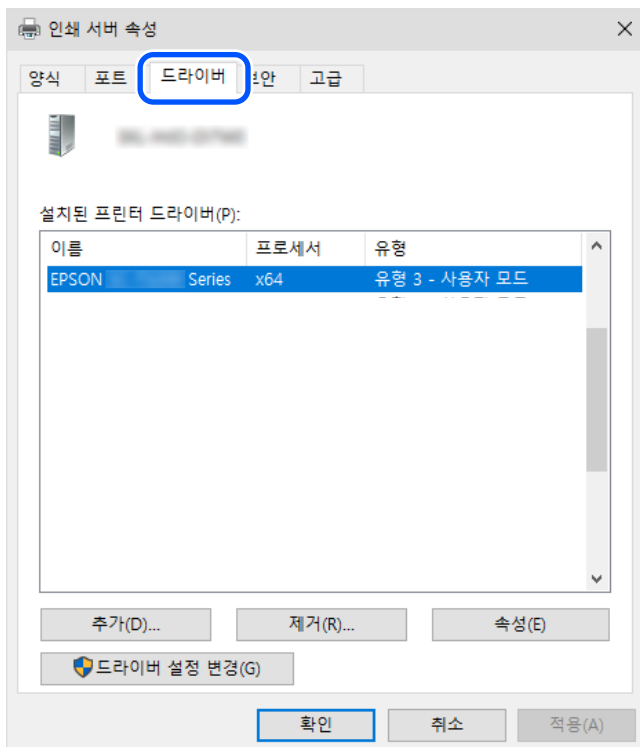 인쇄 서버 속성
양식 포트 드라이버 보안 고급
설치된 프린터 드라이버(P):
이름 프로세서 유형
EPSON Series x64 유형 3 - 사용자 모드
추가(D)... 제거(R)... 속성(E)
드라이버 설정 변경(G)
확인 취소 적용(A)